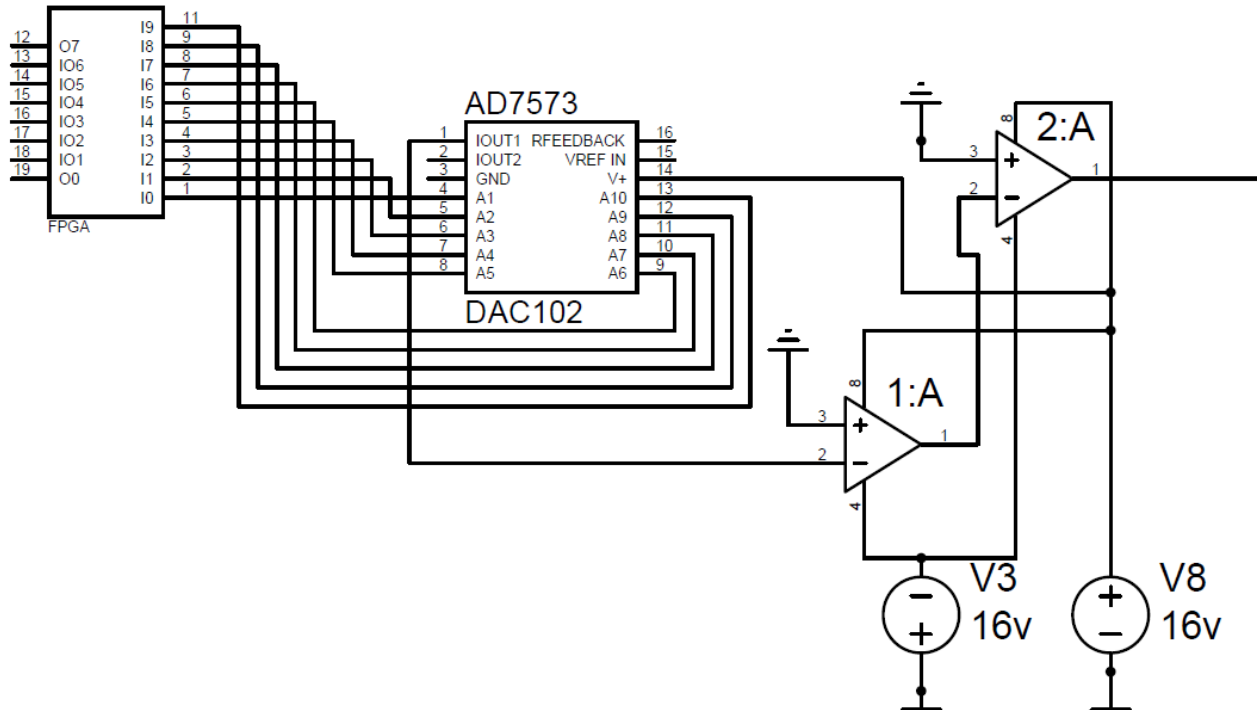 I9 11
12 O7 I8 9
13 IO6 I7 8
14 IO5 I6 7
15 IO4 I5 6
16 IO3 I4 5
17 IO2 I3 4
18 IO1 I2 3
19 O0 I1 2
I0 1
FPGA
AD7573
1 IOUT1 RFEEDBACK 16
2 IOUT2 VREF IN 15
3 GND V+ 14
4 A1 A10 13
5 A2 A9 12
6 A3 A8 11
7 A4 A7 10
8 A5 A6 9
DAC102
8
2:A
3 +
1
2 −
4
8
1:A
3 +
1
2 −
4
− V3
+ 16v
+ V8
− 16v